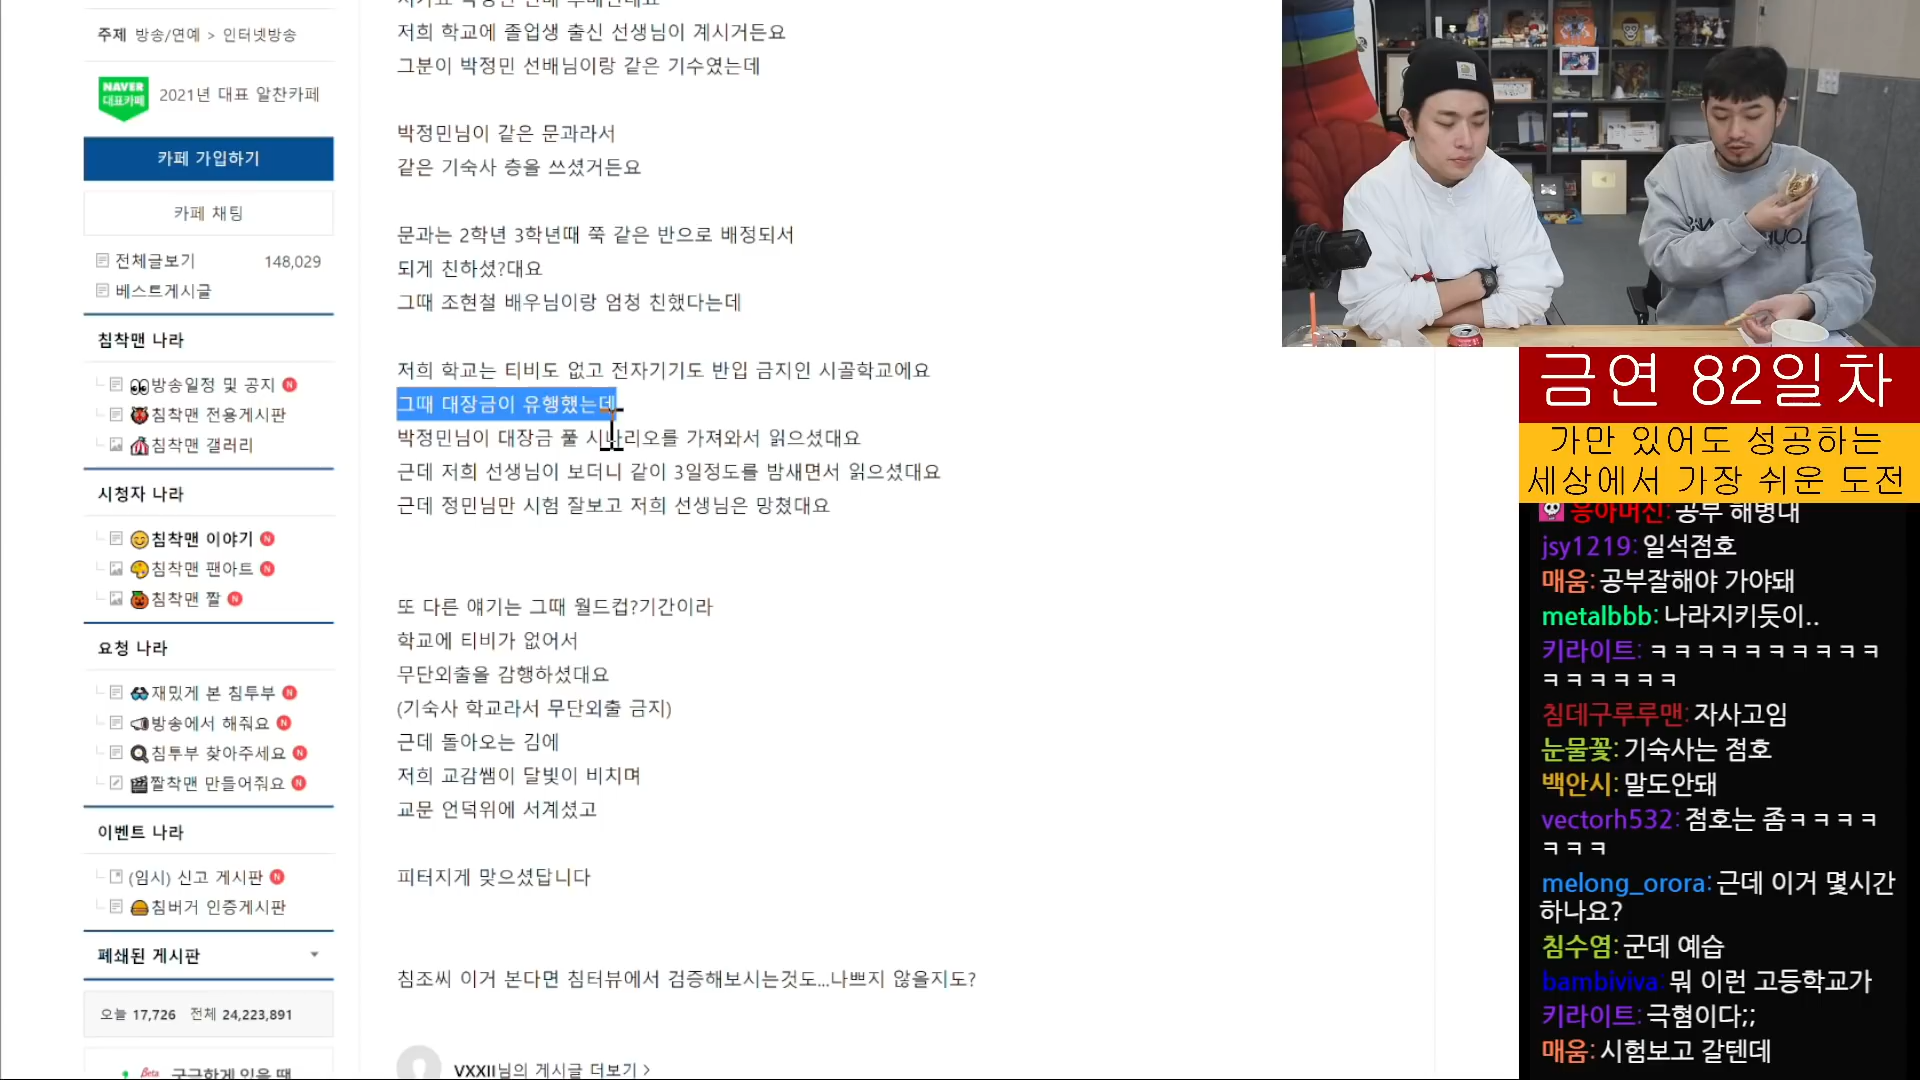 주제 방송/연예 > 인터넷방송
NAVER
대표카페
2021년 대표 알찬카페
카페 가입하기
카페 채팅
전체글보기 148,029
베스트게시글
침착맨 나라
방송일정 및 공지 N
침착맨 전용게시판
침착맨 갤러리
시청자 나라
침착맨 이야기 N
침착맨 팬아트 N
침착맨 짤 N
요청 나라
재밌게 본 침투부 N
방송에서 해줘요 N
침투부 찾아주세요 N
짤착맨 만들어줘요 N
이벤트 나라
(임시) 신고 게시판 N
침버거 인증게시판
폐쇄된 게시판
오늘 17,726 전체 24,223,891
Beta 궁금한게 있을 땐
저희 학교에 졸업생 출신 선생님이 계시거든요
그분이 박정민 선배님이랑 같은 기수였는데
박정민님이 같은 문과라서
같은 기숙사 층을 쓰셨거든요
문과는 2학년 3학년때 쭉 같은 반으로 배정되서
되게 친하셨?대요
그때 조현철 배우님이랑 엄청 친했다는데
저희 학교는 티비도 없고 전자기기도 반입 금지인 시골학교에요
그때 대장금이 유행했는데
박정민님이 대장금 풀 시나리오를 가져와서 읽으셨대요
근데 저희 선생님이 보더니 같이 3일정도를 밤새면서 읽으셨대요
근데 정민님만 시험 잘보고 저희 선생님은 망쳤대요
또 다른 얘기는 그때 월드컵?기간이라
학교에 티비가 없어서
무단외출을 감행하셨대요
(기숙사 학교라서 무단외출 금지)
근데 돌아오는 김에
저희 교감쌤이 달빛이 비치며
교문 언덕위에 서계셨고
피터지게 맞으셨답니다
침조씨 이거 본다면 침터뷰에서 검증해보시는것도...나쁘지 않을지도?
VXXII님의 게시글 더보기 >
금연 82일차
가만 있어도 성공하는
세상에서 가장 쉬운 도전
응아머신: 공부 해병대
jsy1219: 일석점호
매움: 공부잘해야 가야돼
metalbbb: 나라지키듯이..
키라이트: ㅋㅋㅋㅋㅋㅋㅋㅋㅋㅋ
ㅋㅋㅋㅋㅋㅋ
침데구루루맨: 자사고임
눈물꽃: 기숙사는 점호
백안시: 말도안돼
vectorh532: 점호는 좀ㅋㅋㅋㅋ
ㅋㅋㅋ
melong_orora: 근데 이거 몇시간
하나요?
침수염: 군데 예습
bambiviva: 뭐 이런 고등학교가
키라이트: 극혐이다;;
매움: 시험보고 갈텐데